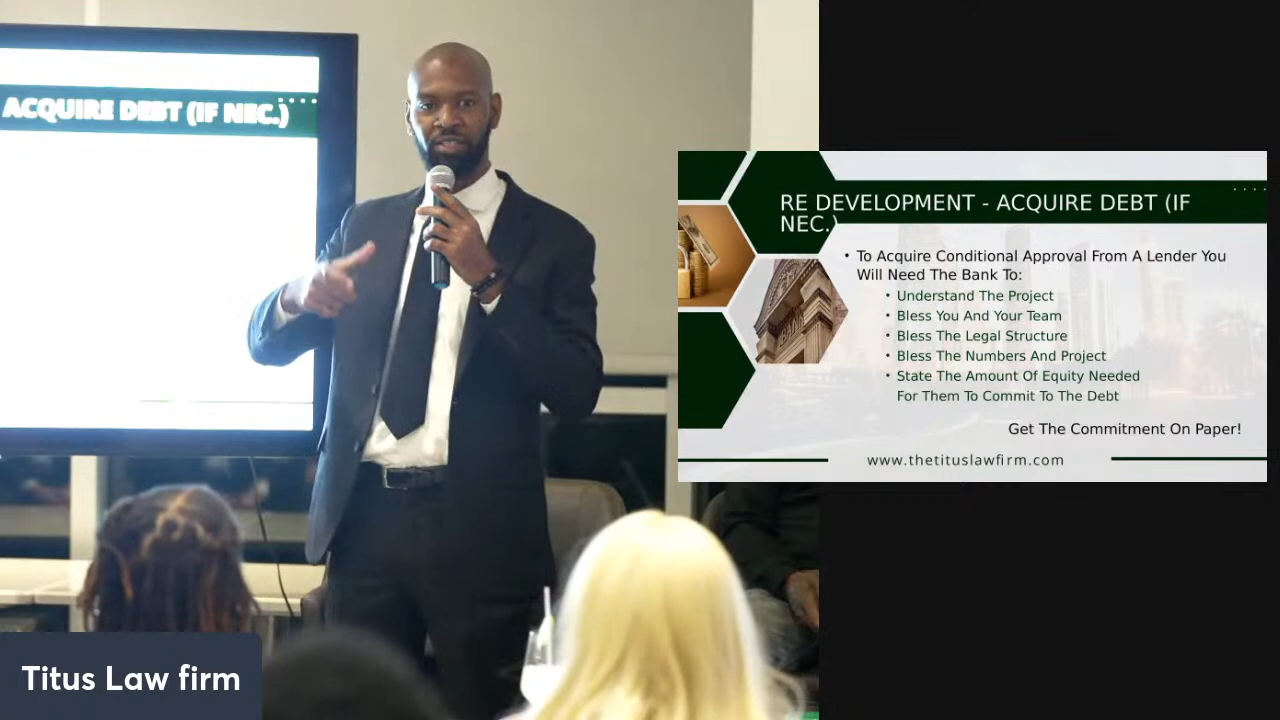 ACQUIRE DEBT (IF NEC.)
RE DEVELOPMENT - ACQUIRE DEBT (IF
NEC.)
• To Acquire Conditional Approval From A Lender You
Will Need The Bank To:
• Understand The Project
• Bless You And Your Team
• Bless The Legal Structure
• Bless The Numbers And Project
• State The Amount Of Equity Needed
For Them To Commit To The Debt
Get The Commitment On Paper!
www.thetituslawfirm.com
BANK
Titus Law firm